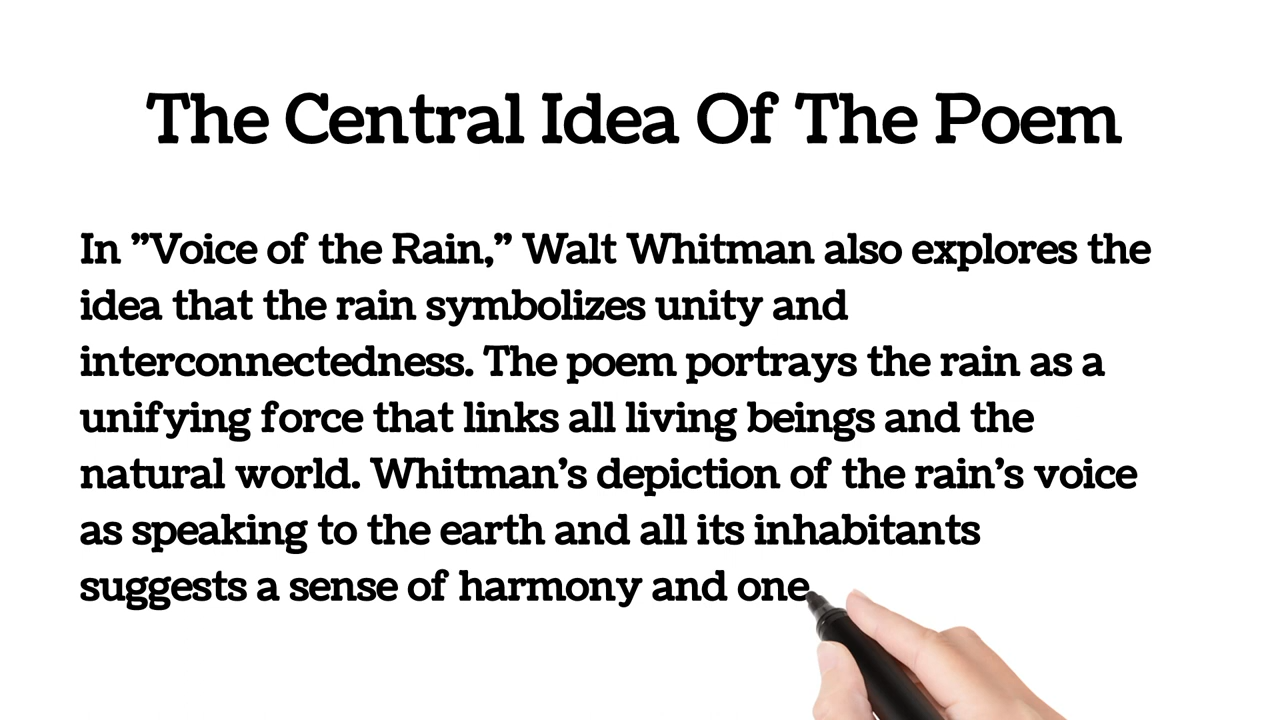 The Central Idea Of The Poem
In ”Voice of the Rain,” Walt Whitman also explores the
idea that the rain symbolizes unity and
interconnectedness. The poem portrays the rain as a
unifying force that links all living beings and the
natural world. Whitman’s depiction of the rain’s voice
as speaking to the earth and all its inhabitants
suggests a sense of harmony and one